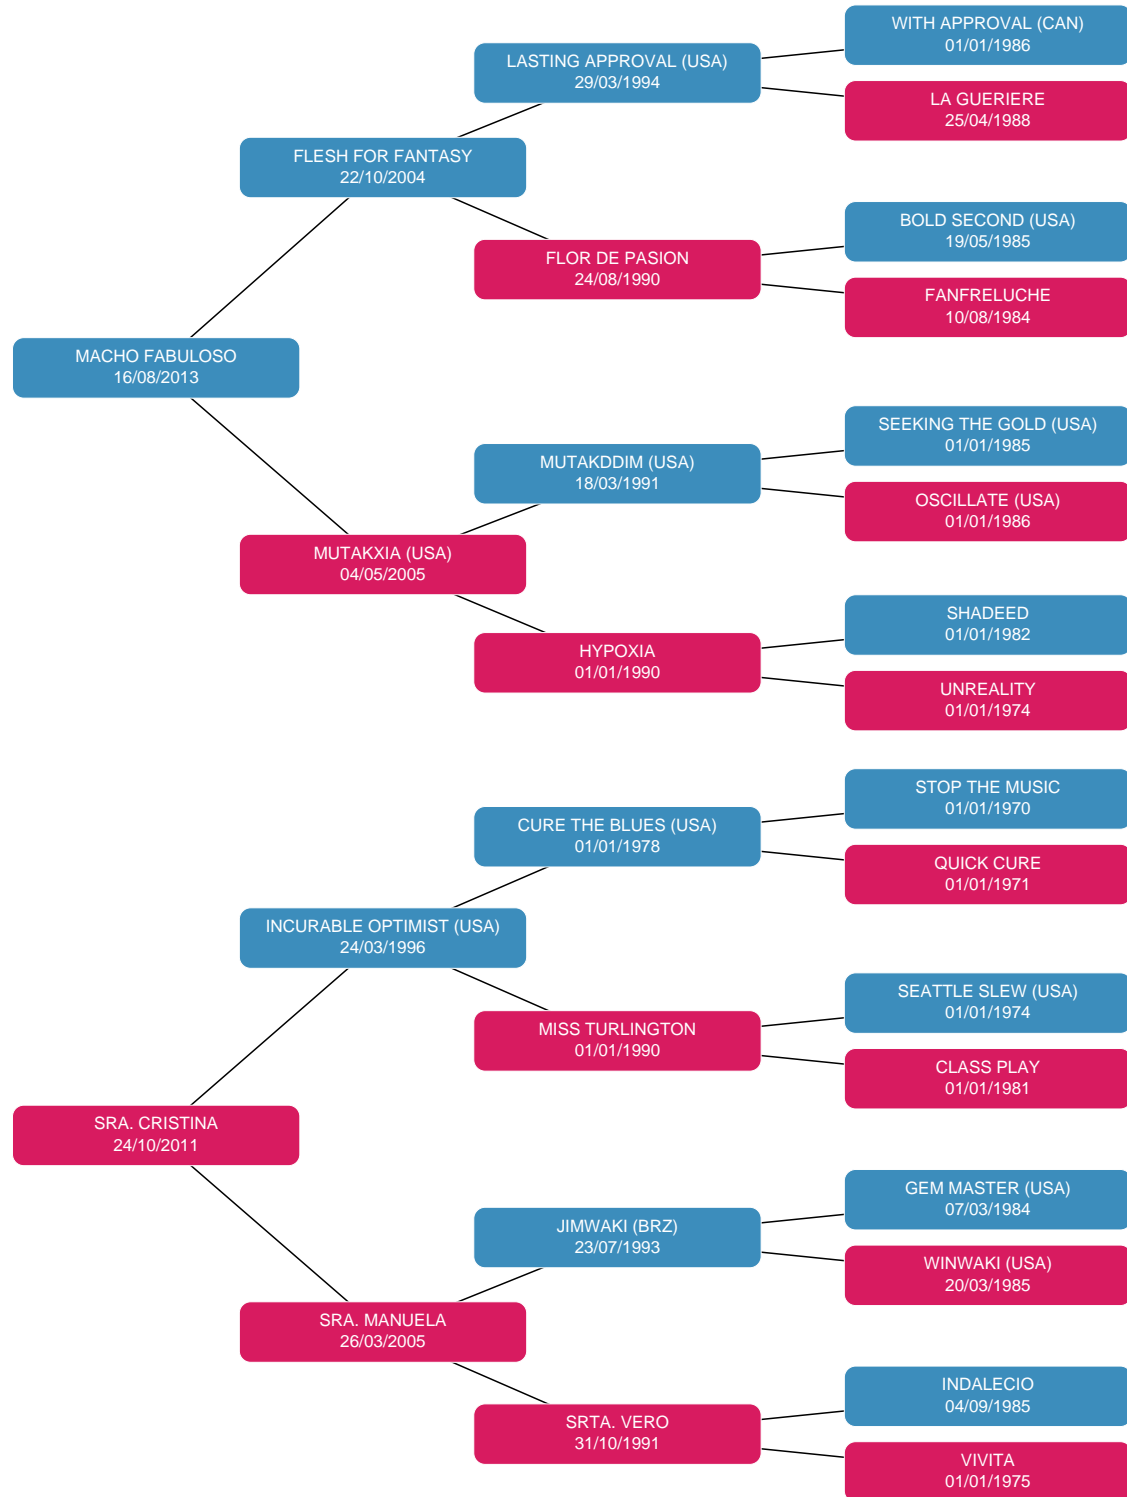 WITH APPROVAL (CAN)
01/01/1986
LASTING APPROVAL (USA)
29/03/1994
LA GUERIERE
25/04/1988
FLESH FOR FANTASY
22/10/2004
BOLD SECOND (USA)
19/05/1985
FLOR DE PASION
24/08/1990
FANFRELUCHE
10/08/1984
MACHO FABULOSO
16/08/2013
SEEKING THE GOLD (USA)
01/01/1985
MUTAKDDIM (USA)
18/03/1991
OSCILLATE (USA)
01/01/1986
MUTAKXIA (USA)
04/05/2005
SHADEED
01/01/1982
HYPOXIA
01/01/1990
UNREALITY
01/01/1974
STOP THE MUSIC
01/01/1970
CURE THE BLUES (USA)
01/01/1978
QUICK CURE
01/01/1971
INCURABLE OPTIMIST (USA)
24/03/1996
SEATTLE SLEW (USA)
01/01/1974
MISS TURLINGTON
01/01/1990
CLASS PLAY
01/01/1981
SRA. CRISTINA
24/10/2011
GEM MASTER (USA)
07/03/1984
JIMWAKI (BRZ)
23/07/1993
WINWAKI (USA)
20/03/1985
SRA. MANUELA
26/03/2005
INDALECIO
04/09/1985
SRTA. VERO
31/10/1991
VIVITA
01/01/1975